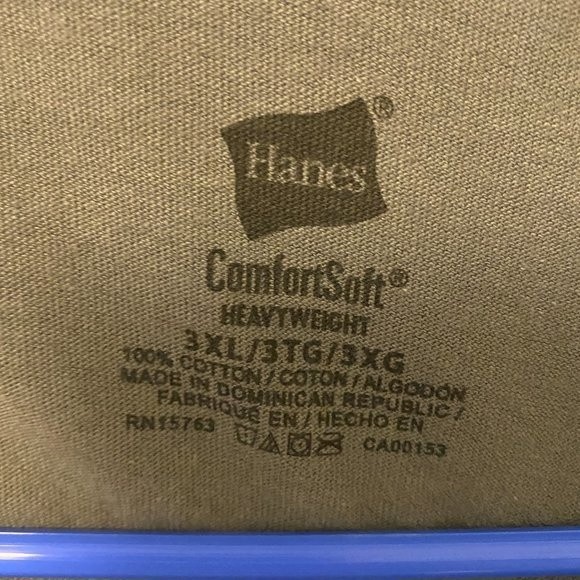 Hanes®
ComfortSoft®
HEAVYWEIGHT
3XL/3TG/3XG
100% COTTON / COTON / ALGODÓN
MADE IN DOMINICAN REPUBLIC /
FABRIQUÉ EN / HECHO EN
RN15763 CA00153